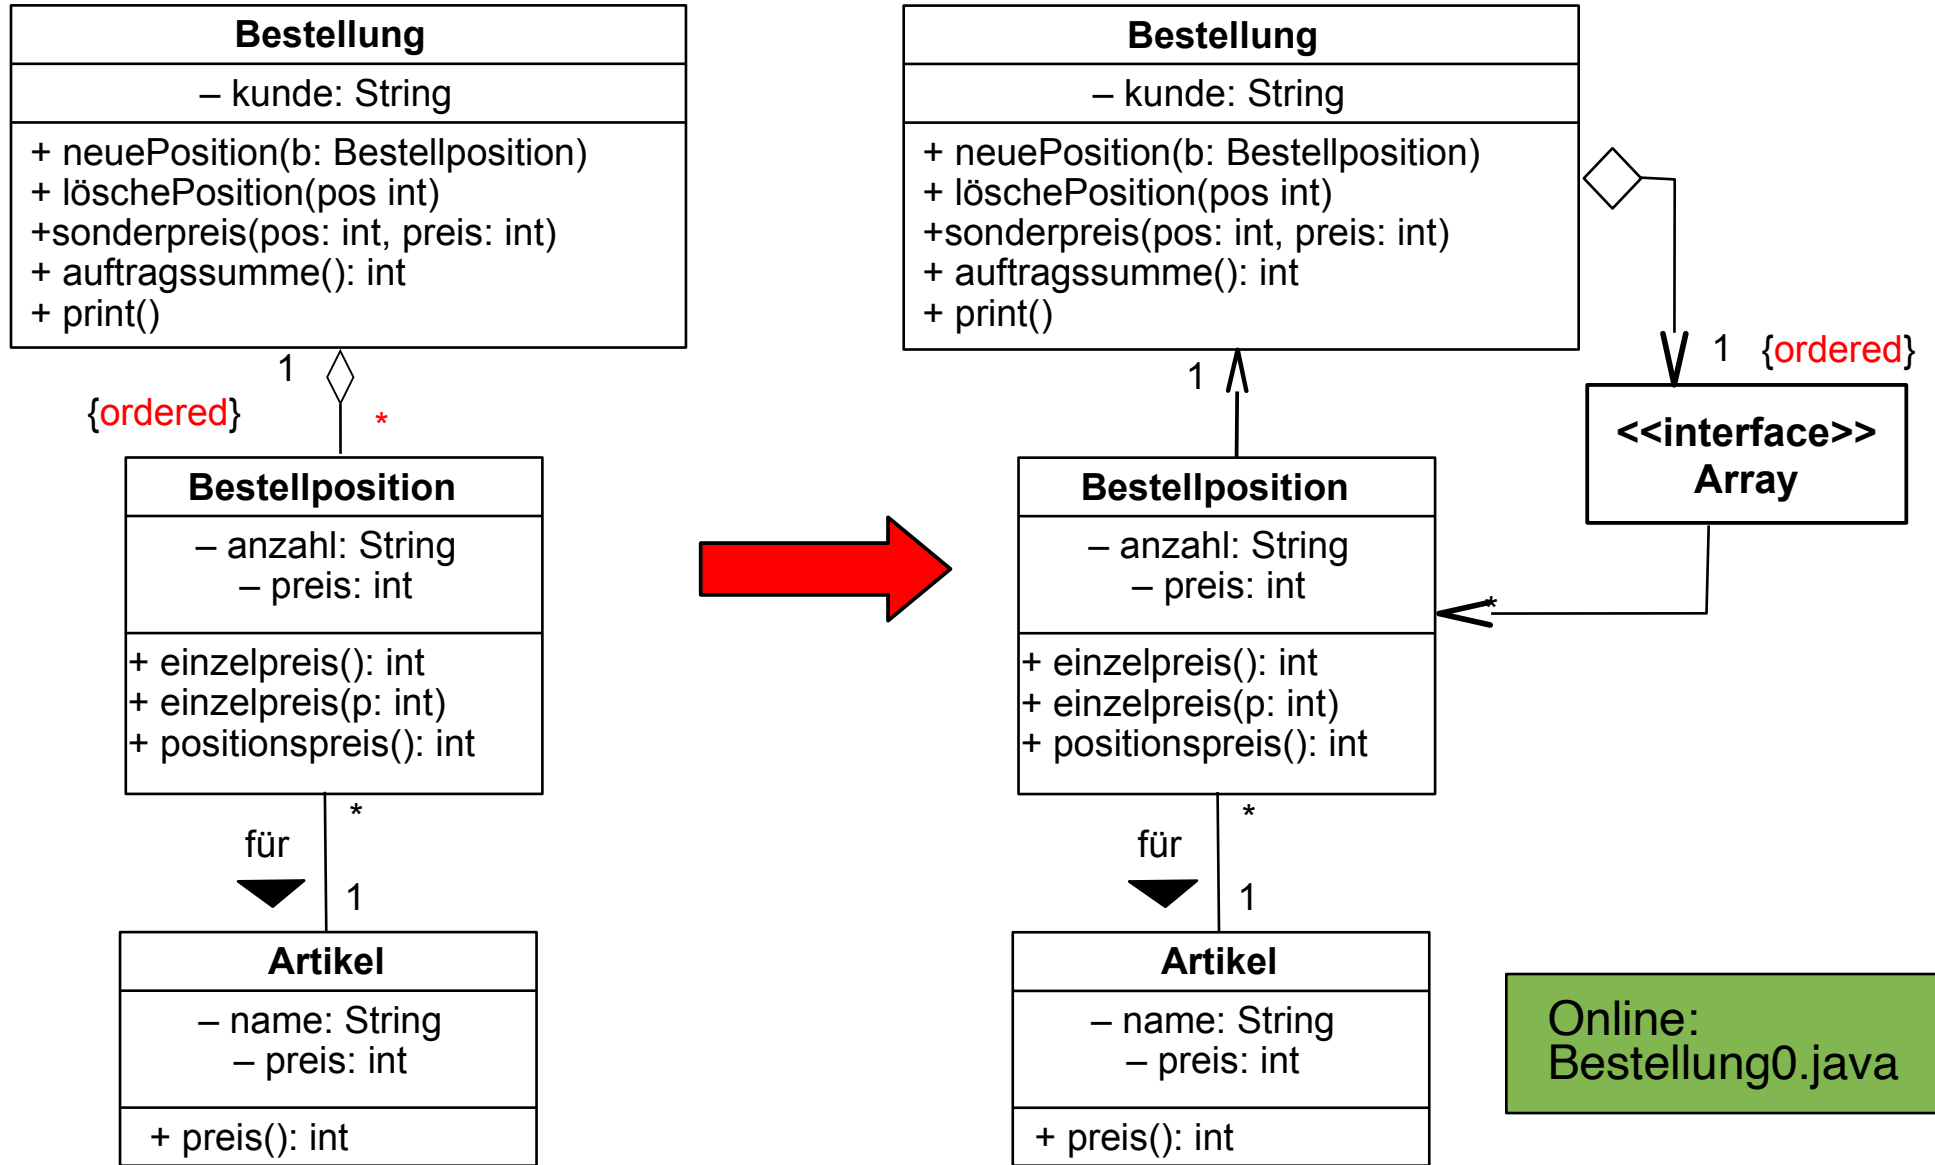 Bestellung
– kunde: String
+ neuePosition(b: Bestellposition)
+ löschePosition(pos int)
+sonderpreis(pos: int, preis: int)
+ auftragssumme(): int
+ print()
1
{ordered}
*
Bestellposition
– anzahl: String
– preis: int
+ einzelpreis(): int
+ einzelpreis(p: int)
+ positionspreis(): int
*
für
1
Artikel
– name: String
– preis: int
+ preis(): int
Bestellung
– kunde: String
+ neuePosition(b: Bestellposition)
+ löschePosition(pos int)
+sonderpreis(pos: int, preis: int)
+ auftragssumme(): int
+ print()
1 {ordered}
<<interface>>
Array
1
*
Bestellposition
– anzahl: String
– preis: int
+ einzelpreis(): int
+ einzelpreis(p: int)
+ positionspreis(): int
*
für
1
Artikel
– name: String
– preis: int
+ preis(): int
Online:
Bestellung0.java